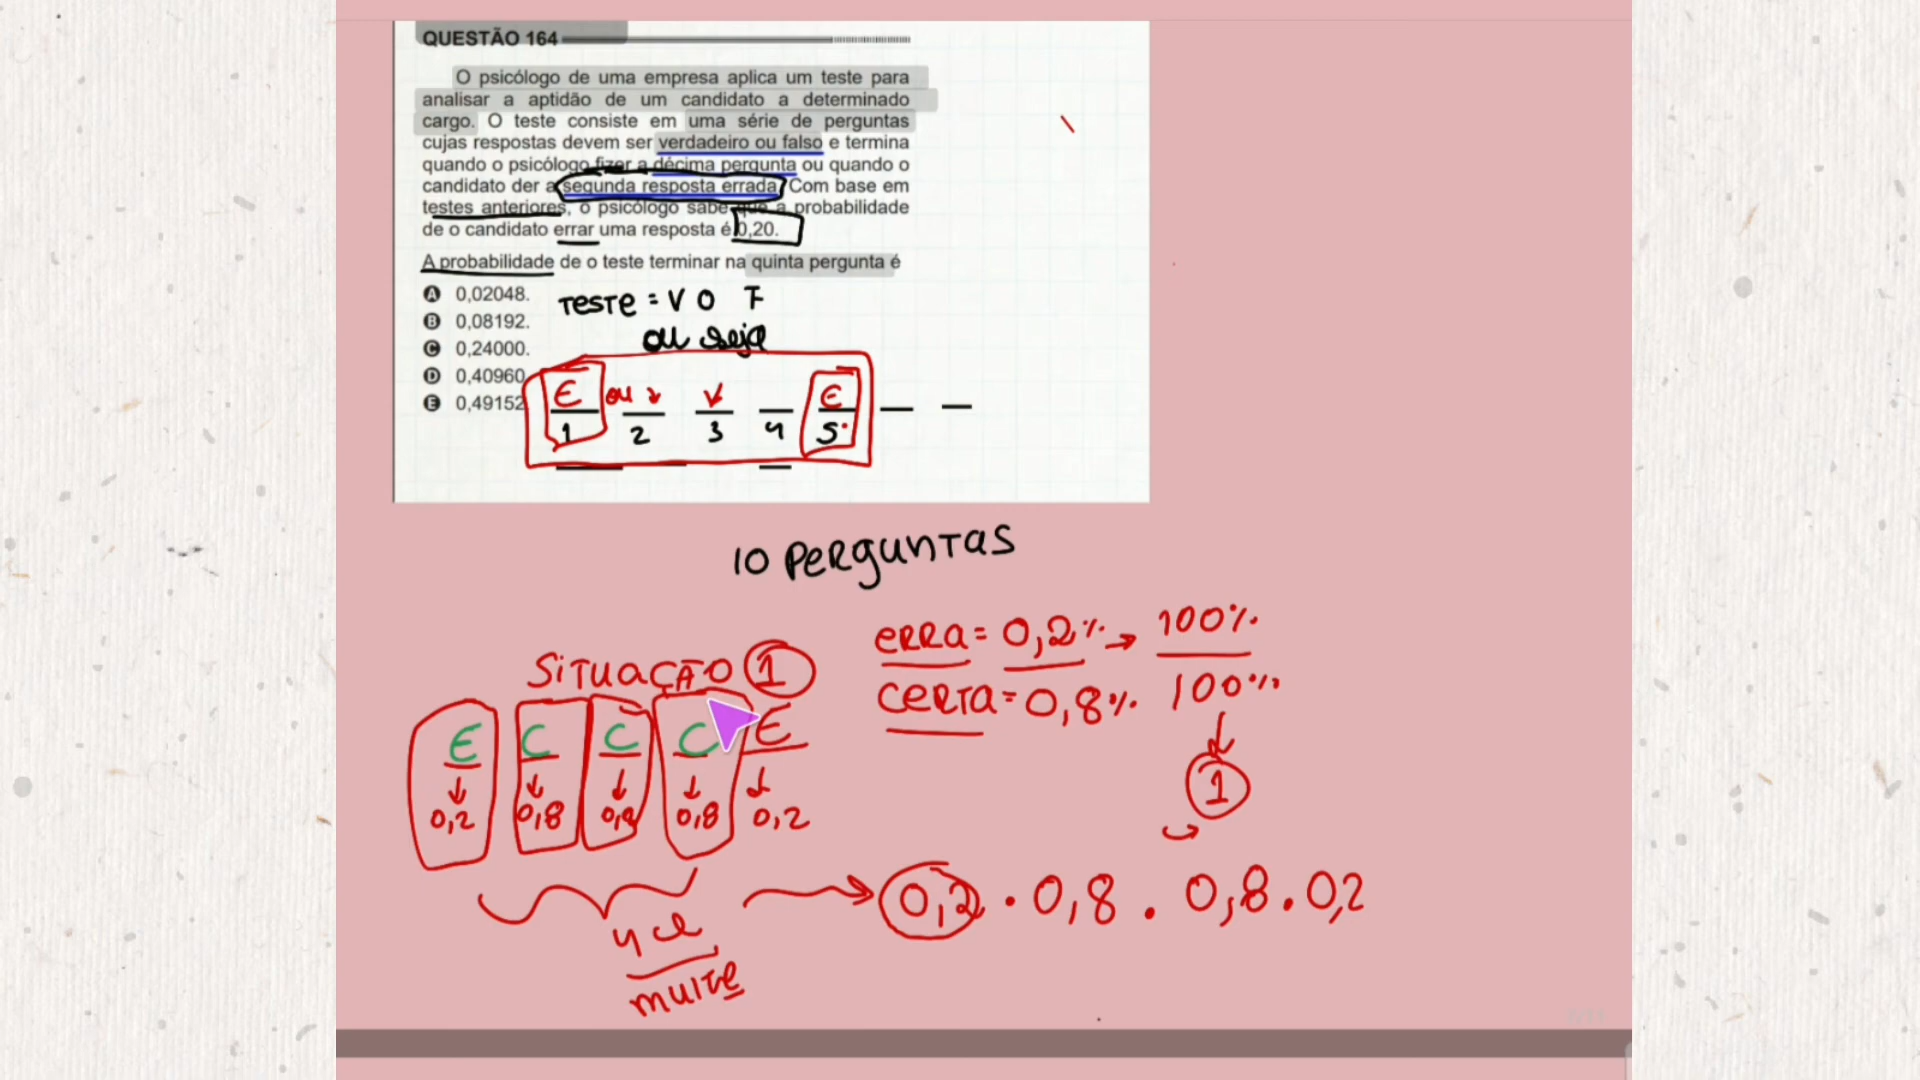 QUESTÃO 164
O psicólogo de uma empresa aplica um teste para
analisar a aptidão de um candidato a determinado
cargo. O teste consiste em uma série de perguntas
cujas respostas devem ser verdadeiro ou falso e termina
quando o psicólogo fizer a décima pergunta ou quando o
candidato der a segunda resposta errada. Com base em
testes anteriores, o psicólogo sabe que a probabilidade
de o candidato errar uma resposta é 0,20.
A probabilidade de o teste terminar na quinta pergunta é
A 0,02048.
B 0,08192.
C 0,24000.
D 0,40960
E 0,49152
TESTE = V O F
ou seja
E ou E
1 2 3 4 5
10 PERGUNTAS
ERRA = 0,2% → 100%
CERTA = 0,8% 100%
1
SITUAÇÃO 1
E C C C E
0,2 0,8 0,8 0,8 0,2
0,2 . 0,8 . 0,8 . 0,2